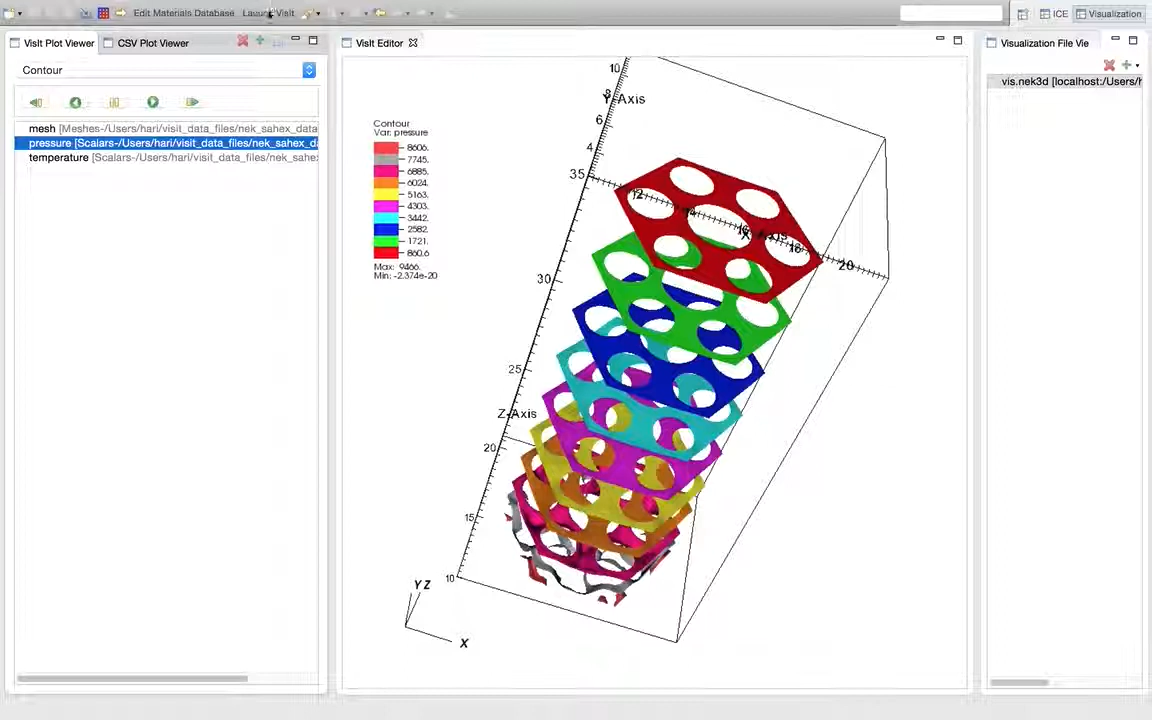 Edit Materials Database
ICE
Visualization
VisIt Plot Viewer
CSV Plot Viewer
VisIt Editor
Visualization File Vie
Contour
mesh [Meshes-/Users/hari/visit_data_files/nek_sahex_data
pressure [Scalars-/Users/hari/visit_data_files/nek_sahex_da
temperature [Scalars-/Users/hari/visit_data_files/nek_sahex
vis.nek3d [localhost:/Users/h
Contour
Var: pressure
8606.
7745.
6885.
6024.
5163.
4303.
3442.
2582.
1721.
860.6
Max: 9466.
Min: -2.374e-20
10
8
Y-Axis
6
4
35
12
14
X-Axis
16
18
20
30
25
Z-Axis
20
15
10
Y Z
X